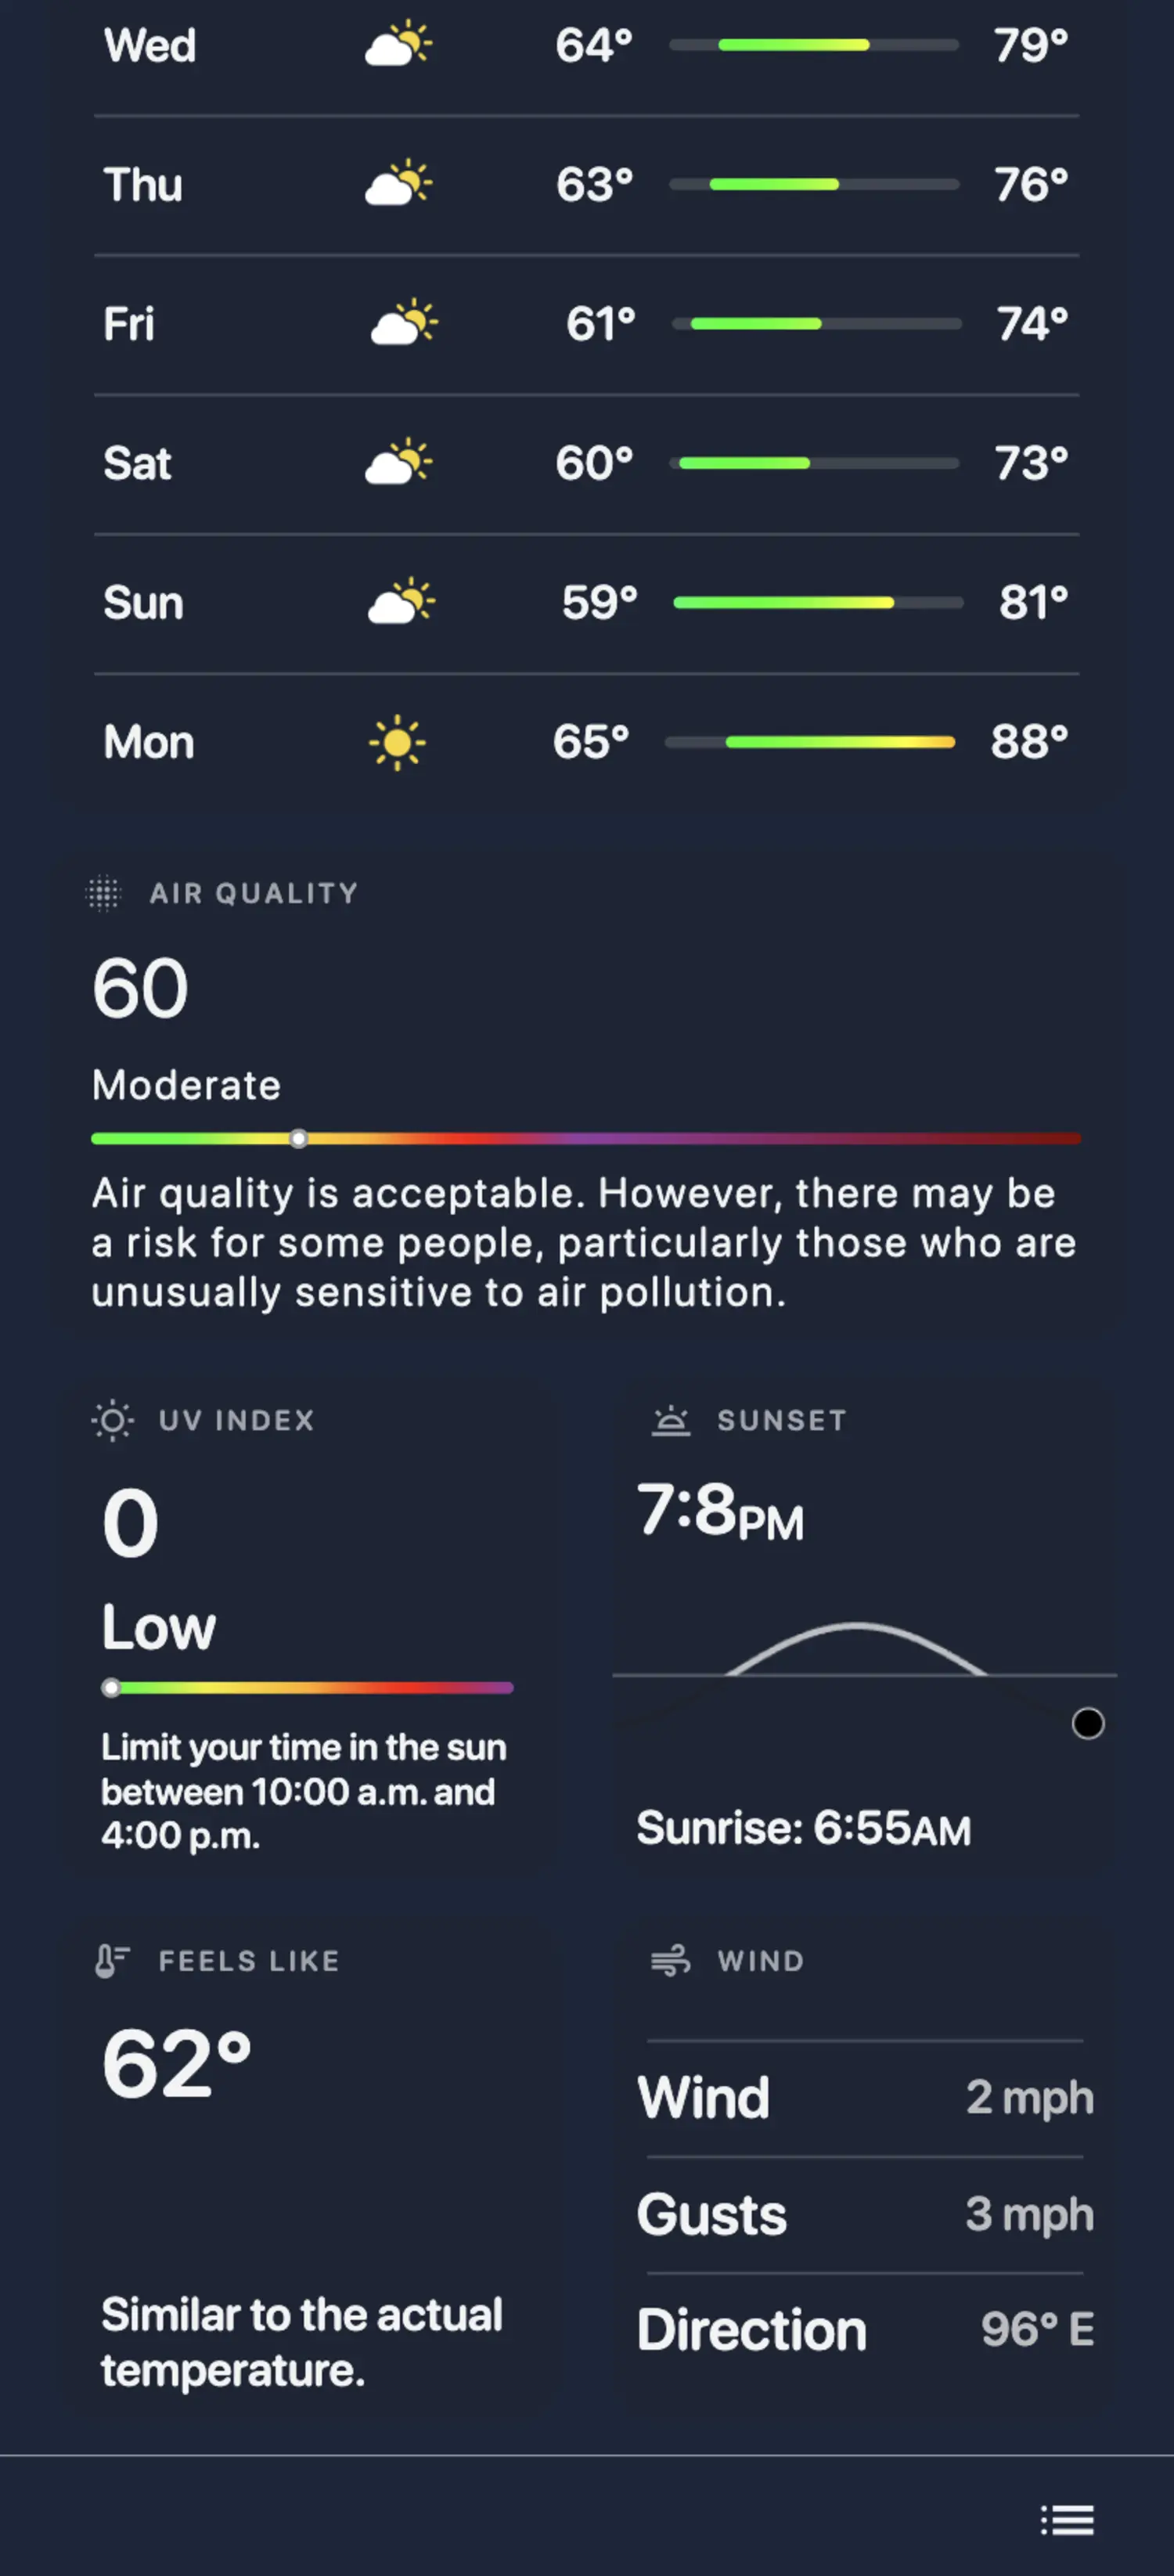 Wed 64° 79°
Thu 63° 76°
Fri 61° 74°
Sat 60° 73°
Sun 59° 81°
Mon 65° 88°
AIR QUALITY
60
Moderate
Air quality is acceptable. However, there may be
a risk for some people, particularly those who are
unusually sensitive to air pollution.
UV INDEX
0
Low
Limit your time in the sun
between 10:00 a.m. and
4:00 p.m.
SUNSET
7:8PM
Sunrise: 6:55AM
FEELS LIKE
62°
Similar to the actual
temperature.
WIND
Wind 2 mph
Gusts 3 mph
Direction 96° E